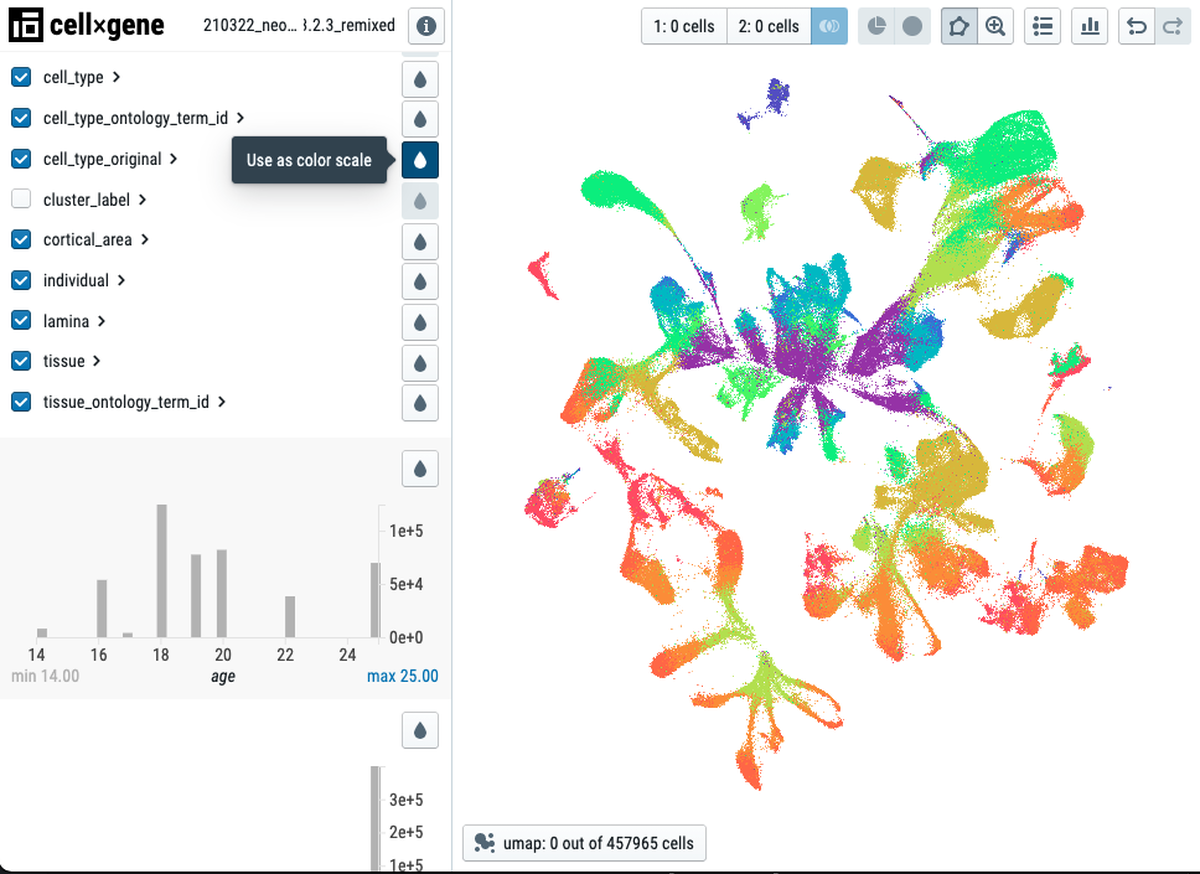 cell×gene
210322_neo... 3.2.3_remixed
1: 0 cells
2: 0 cells
cell_type
cell_type_ontology_term_id
cell_type_original
Use as color scale
cluster_label
cortical_area
individual
lamina
tissue
tissue_ontology_term_id
1e+5
5e+4
0e+0
14 16 18 20 22 24
min 14.00 age max 25.00
3e+5
2e+5
1e+5
umap: 0 out of 457965 cells